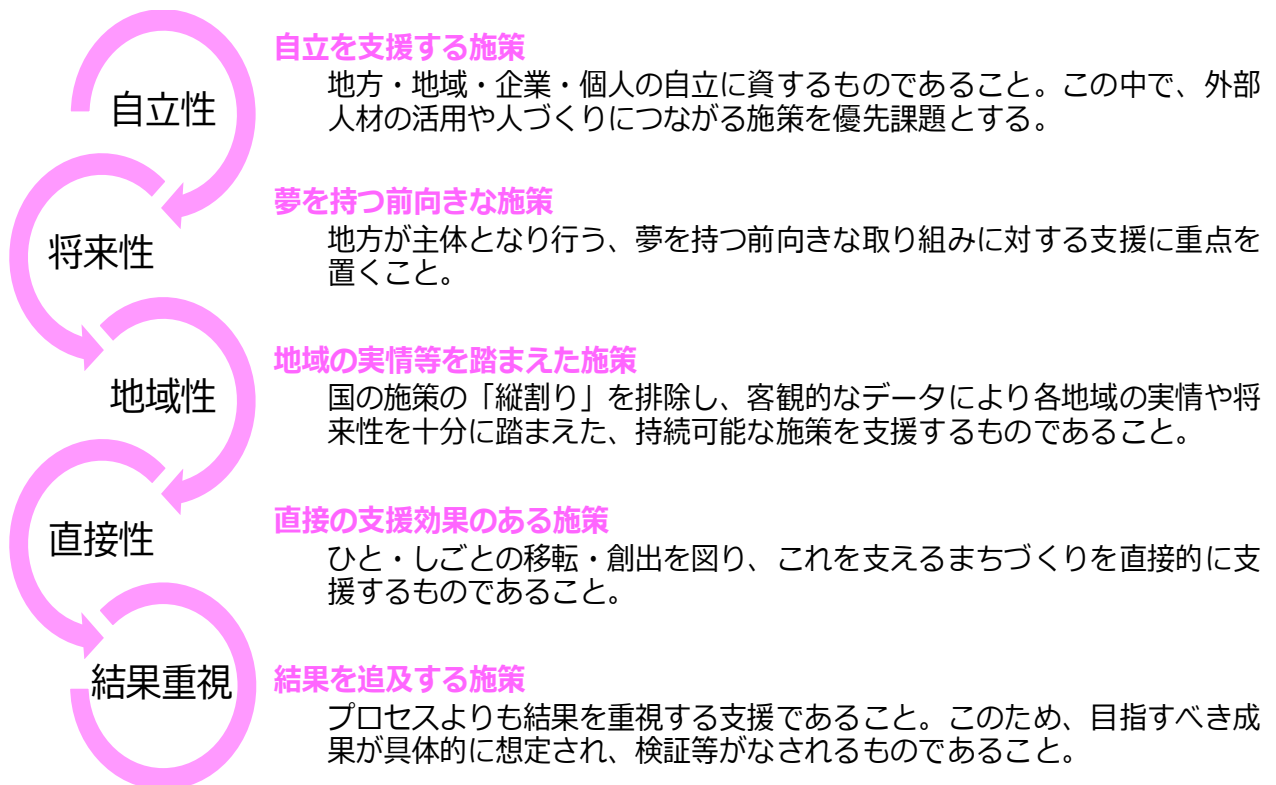 自立性
自立を支援する施策
地方・地域・企業・個人の自立に資するものであること。この中で、外部
人材の活用や人づくりにつながる施策を優先課題とする。
将来性
夢を持つ前向きな施策
地方が主体となり行う、夢を持つ前向きな取り組みに対する支援に重点を
置くこと。
地域性
地域の実情等を踏まえた施策
国の施策の「縦割り」を排除し、客観的なデータにより各地域の実情や将
来性を十分に踏まえた、持続可能な施策を支援するものであること。
直接性
直接の支援効果のある施策
ひと・しごとの移転・創出を図り、これを支えるまちづくりを直接的に支
援するものであること。
結果重視
結果を追及する施策
プロセスよりも結果を重視する支援であること。このため、目指すべき成
果が具体的に想定され、検証等がなされるものであること。